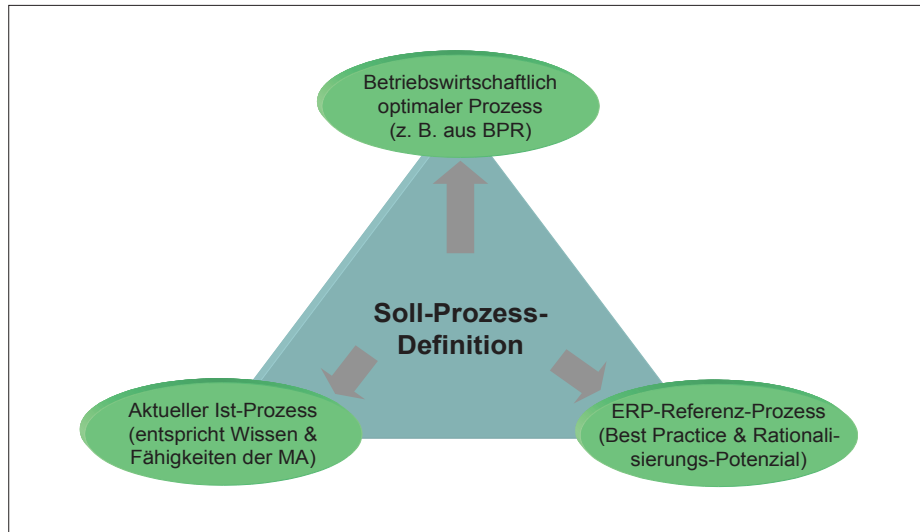 Betriebswirtschaftlich
optimaler Prozess
(z. B. aus BPR)
Soll-Prozess-
Definition
Aktueller Ist-Prozess
(entspricht Wissen &
Fähigkeiten der MA)
ERP-Referenz-Prozess
(Best Practice & Rationali-
sierungs-Potenzial)